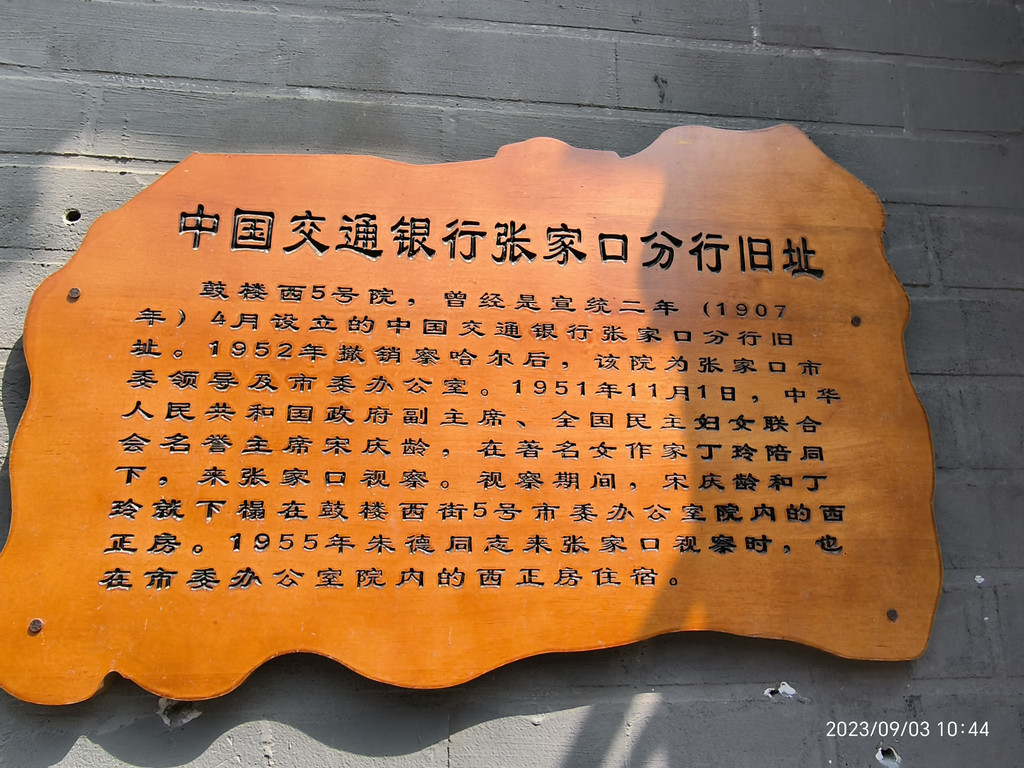 中国交通银行张家口分行旧址
鼓楼西5号院，曾经是宣统二年（1907
年）4月设立的中国交通银行张家口分行旧
址。1952年撤销察哈尔后，该院为张家口市
委领导及市委办公室。1951年11月1日，中华
人民共和国政府副主席、全国民主妇女联合
会名誉主席宋庆龄，在著名女作家丁玲陪同
下，来张家口视察。视察期间，宋庆龄和丁
玲就下榻在鼓楼西街5号市委办公室院内的西
正房。1955年朱德同志来张家口视察时，也
在市委办公室院内的西正房住宿。
2023/09/03 10:44